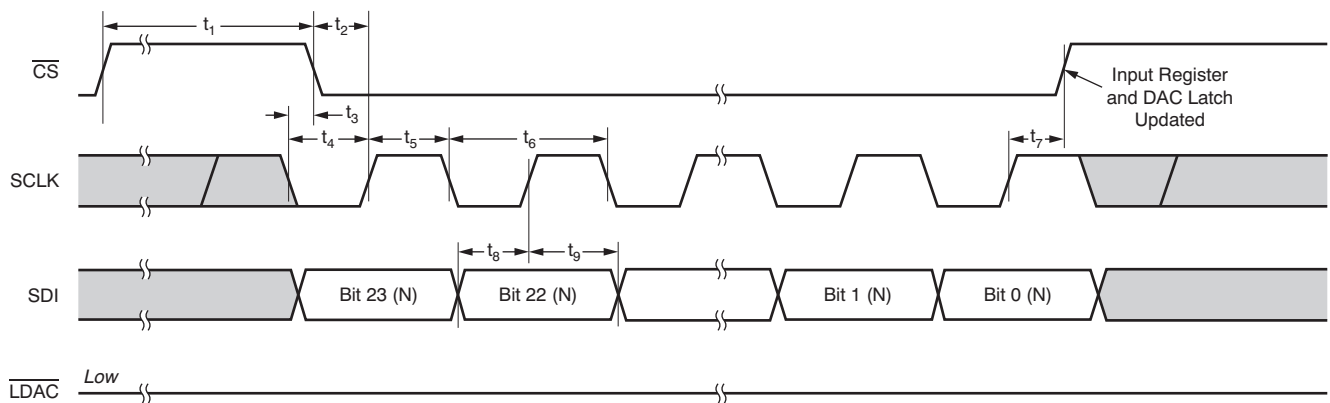 t1
t2
CS
Input Register
and DAC Latch
Updated
t3
t4
t5
t6
t7
SCLK
t8
t9
SDI
Bit 23 (N)
Bit 22 (N)
Bit 1 (N)
Bit 0 (N)
LDAC
Low